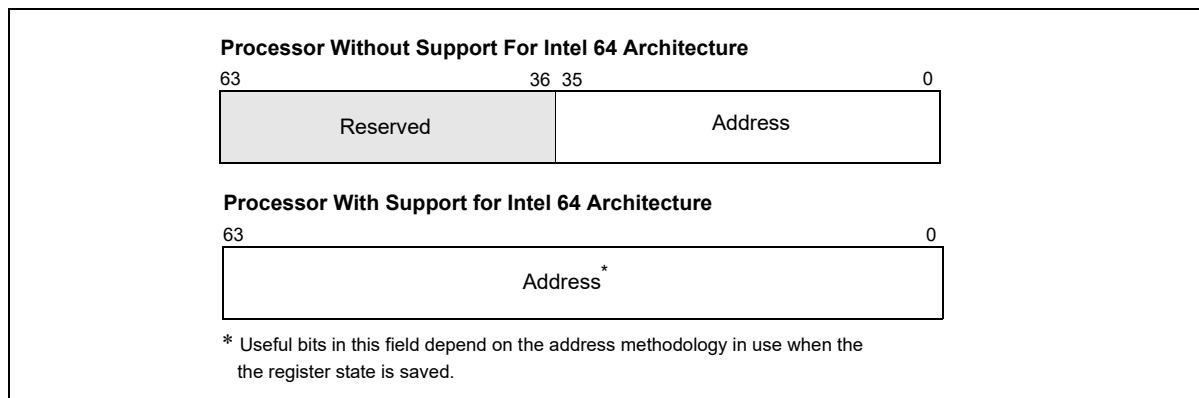 Processor Without Support For Intel 64 Architecture
63 36 35 0
Reserved Address
Processor With Support for Intel 64 Architecture
63 0
Address*
* Useful bits in this field depend on the address methodology in use when the
the register state is saved.